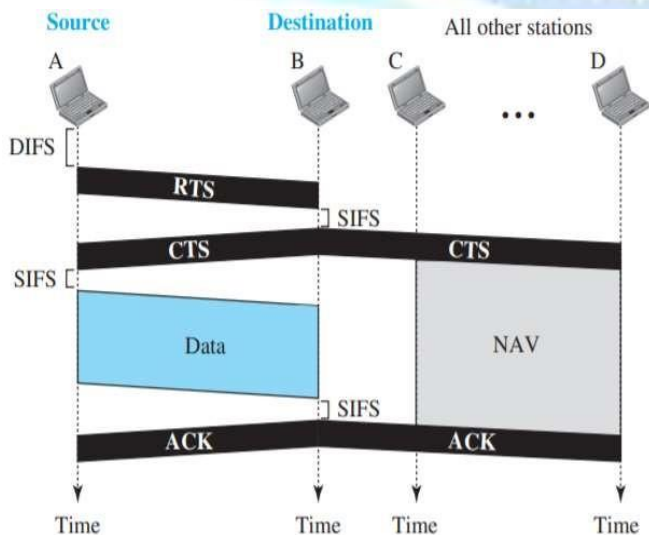 Source Destination All other stations
A B C D
...
DIFS
RTS
SIFS
CTS CTS
SIFS
Data NAV
SIFS
ACK ACK
Time Time Time Time